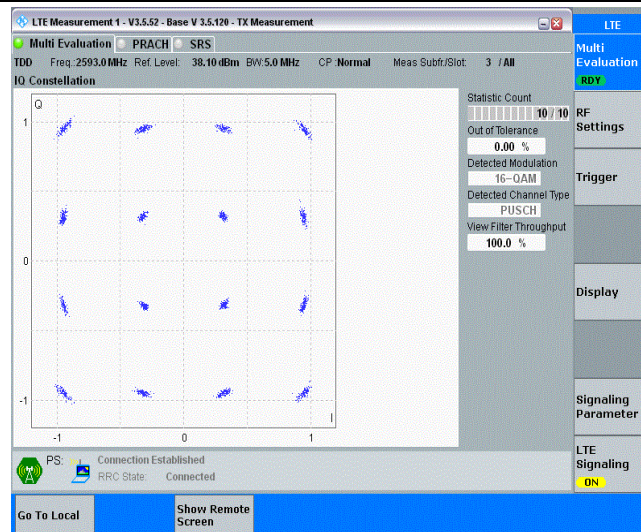 LTE Measurement 1 - V3.5.52 - Base V 3.5.120 - TX Measurement
LTE
Multi Evaluation PRACH SRS
TDD Freq.:2593.0 MHz Ref. Level: 38.10 dBm BW:5.0 MHz CP :Normal Meas Subfr./Slot: 3 / All
IQ Constellation
Multi
Evaluation
RDY
Q
1
0
-1
-1 0 1
I
Statistic Count
10 / 10
Out of Tolerance
0.00 %
Detected Modulation
16-QAM
Detected Channel Type
PUSCH
View Filter Throughput
100.0 %
RF
Settings
Trigger
Display
Signaling
Parameter
LTE
Signaling
ON
PS: Connection Established
RRC State: Connected
Go To Local
Show Remote
Screen